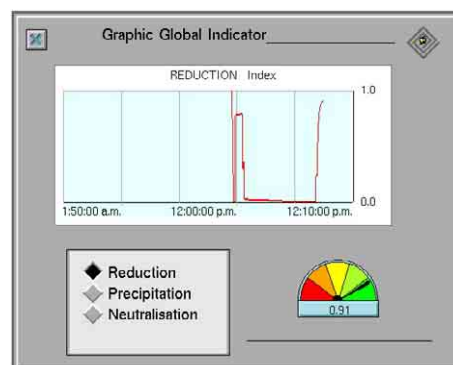 Graphic Global Indicator
REDUCTION Index
1.0
0.0
1:50:00 a.m. 12:00:00 p.m. 12:10:00 p.m.
Reduction
Precipitation
Neutralisation
0.91